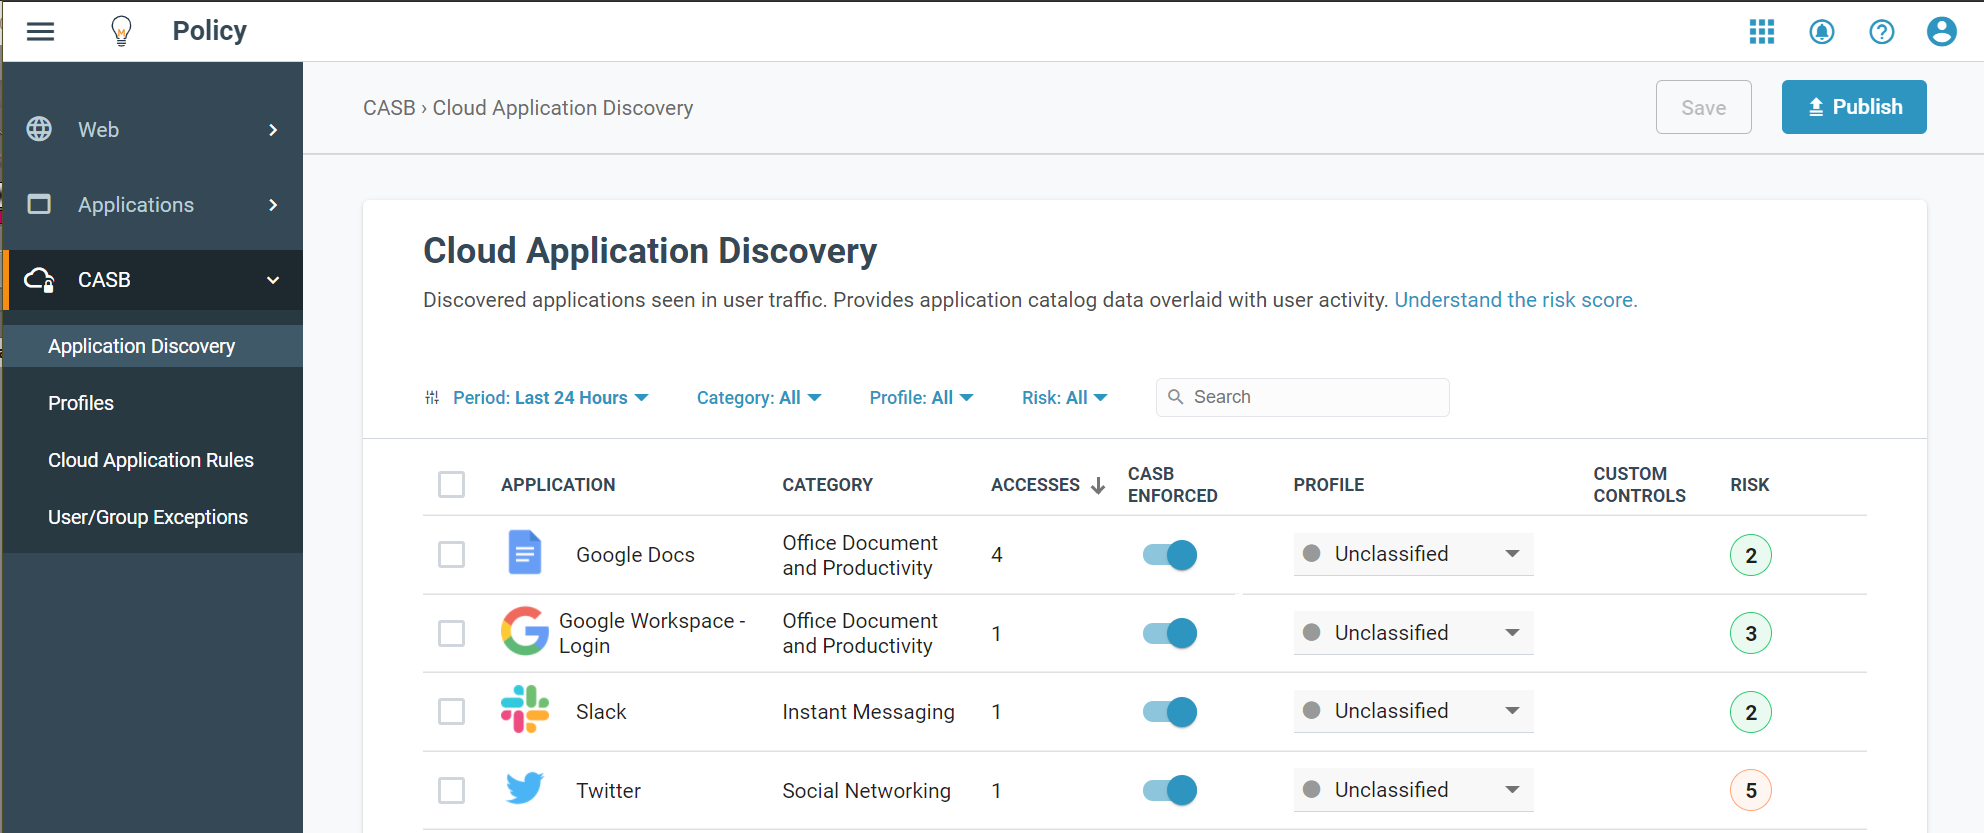 Policy
Web
Applications
CASB
Application Discovery
Profiles
Cloud Application Rules
User/Group Exceptions
CASB › Cloud Application Discovery
Save
Publish
Cloud Application Discovery
Discovered applications seen in user traffic. Provides application catalog data overlaid with user activity. Understand the risk score.
Period: Last 24 Hours Category: All Profile: All Risk: All Search
APPLICATION CATEGORY ACCESSES CASB ENFORCED PROFILE CUSTOM CONTROLS RISK
Google Docs Office Document and Productivity 4 Unclassified 2
Google Workspace - Login Office Document and Productivity 1 Unclassified 3
Slack Instant Messaging 1 Unclassified 2
Twitter Social Networking 1 Unclassified 5